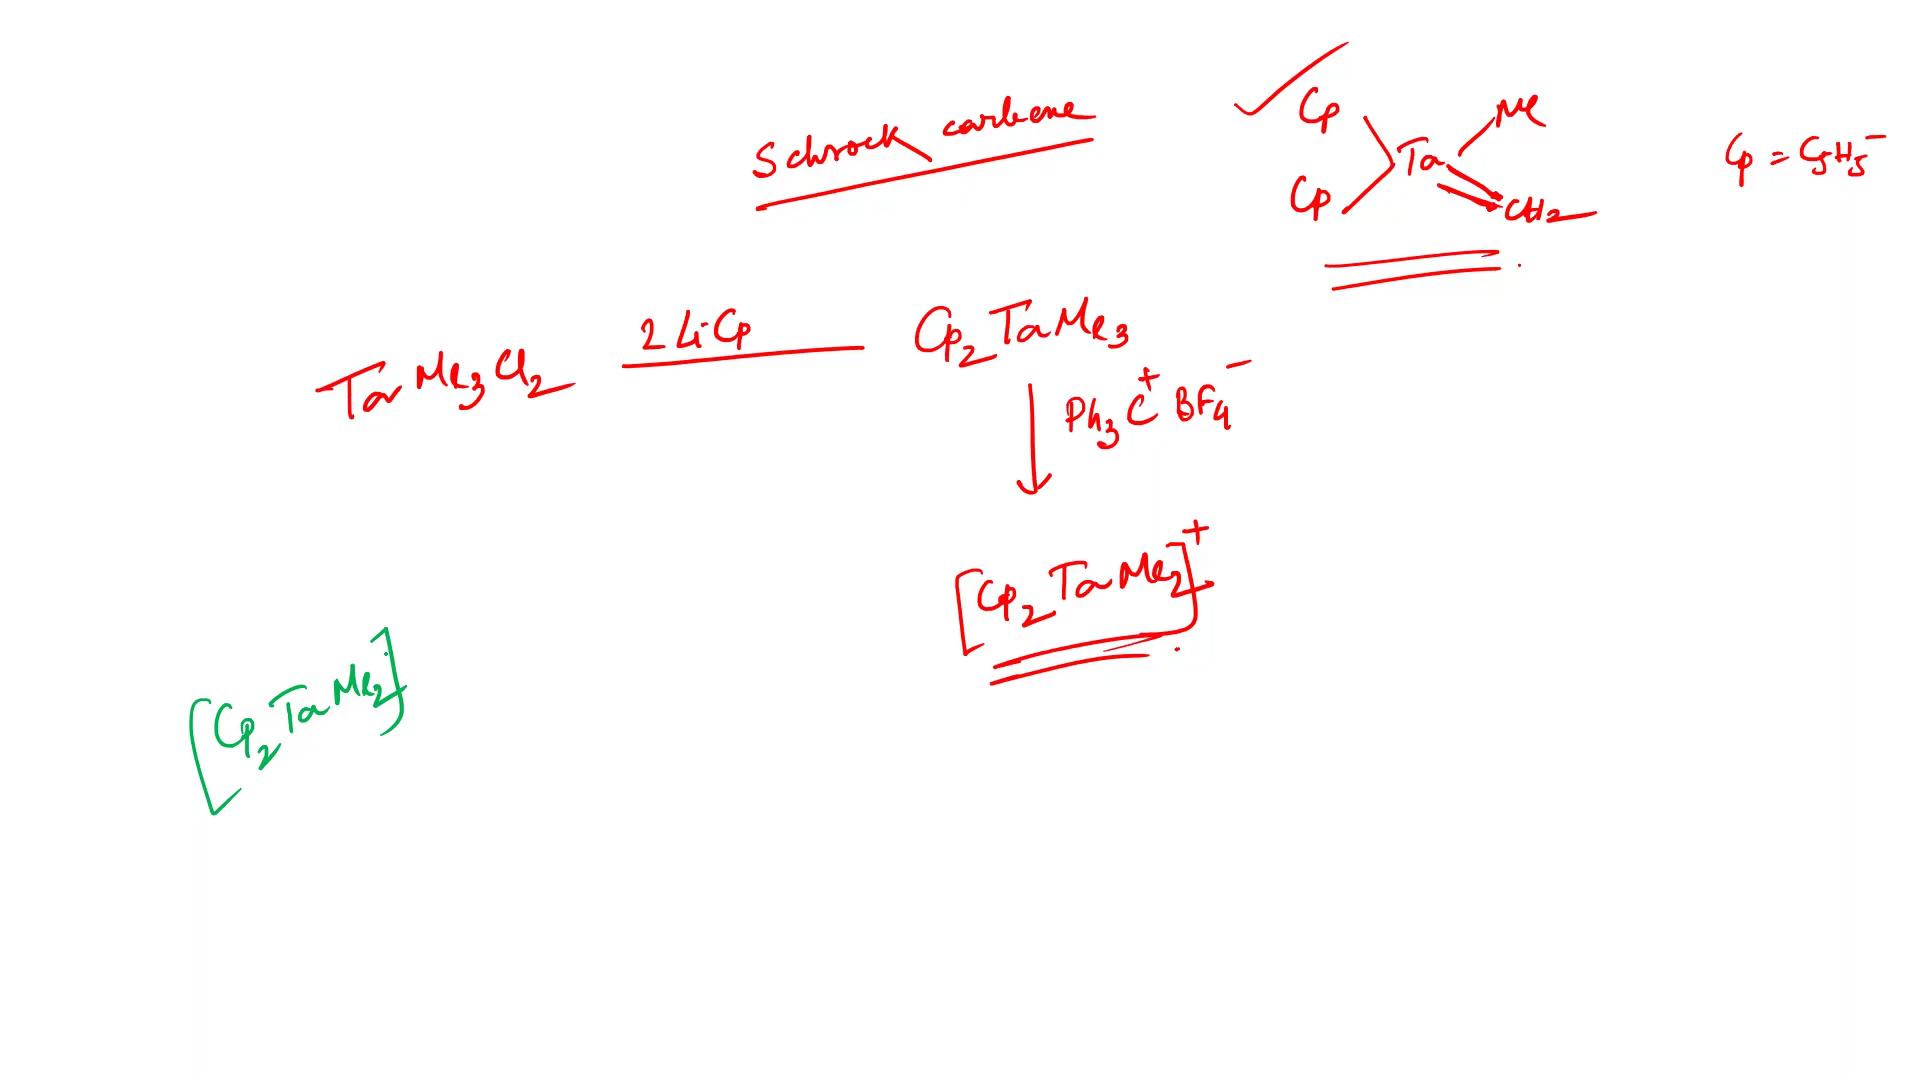 Schrock carbene
Cp Me
Ta
Cp CH2
Cp = C5H5⁻
2 LiCp
TaMe3Cl2 Cp2TaMe3
Ph3C⁺ BF4⁻
[Cp2TaMe2]⁺
[Cp2TaMe2]